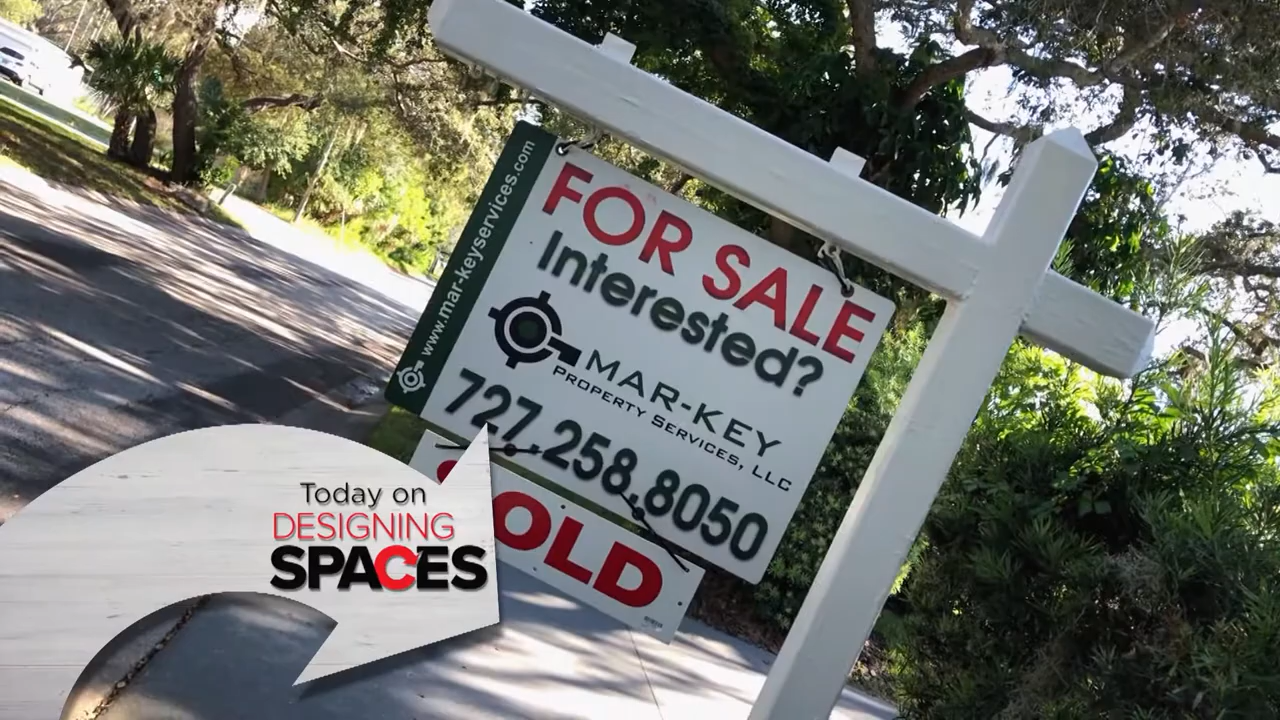 www.mar-keyservices.com
FOR SALE
Interested?
MAR-KEY
PROPERTY SERVICES, LLC
727.258.8050
OLD
Today on
DESIGNING
SPACES